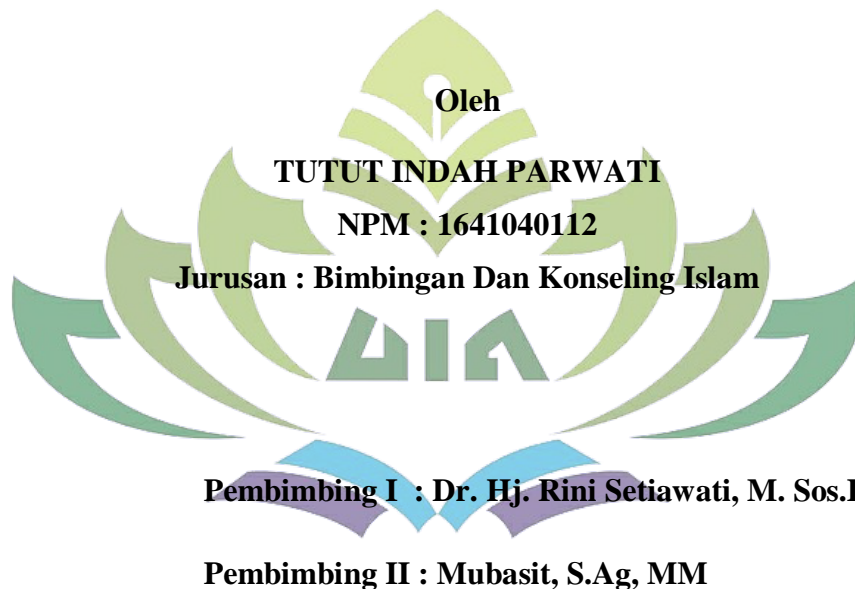 Oleh
TUTUT INDAH PARWATI
NPM : 1641040112
Jurusan : Bimbingan Dan Konseling Islam
UIN
Pembimbing I : Dr. Hj. Rini Setiawati, M. Sos.I
Pembimbing II : Mubasit, S.Ag, MM